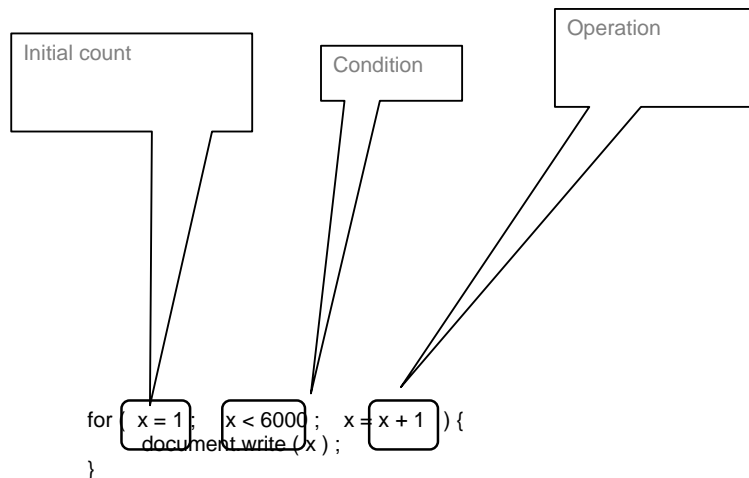 Initial count
Condition
Operation
for ( x = 1 ; x < 6000 ; x = x + 1 ) {
document.write ( x ) ;
}